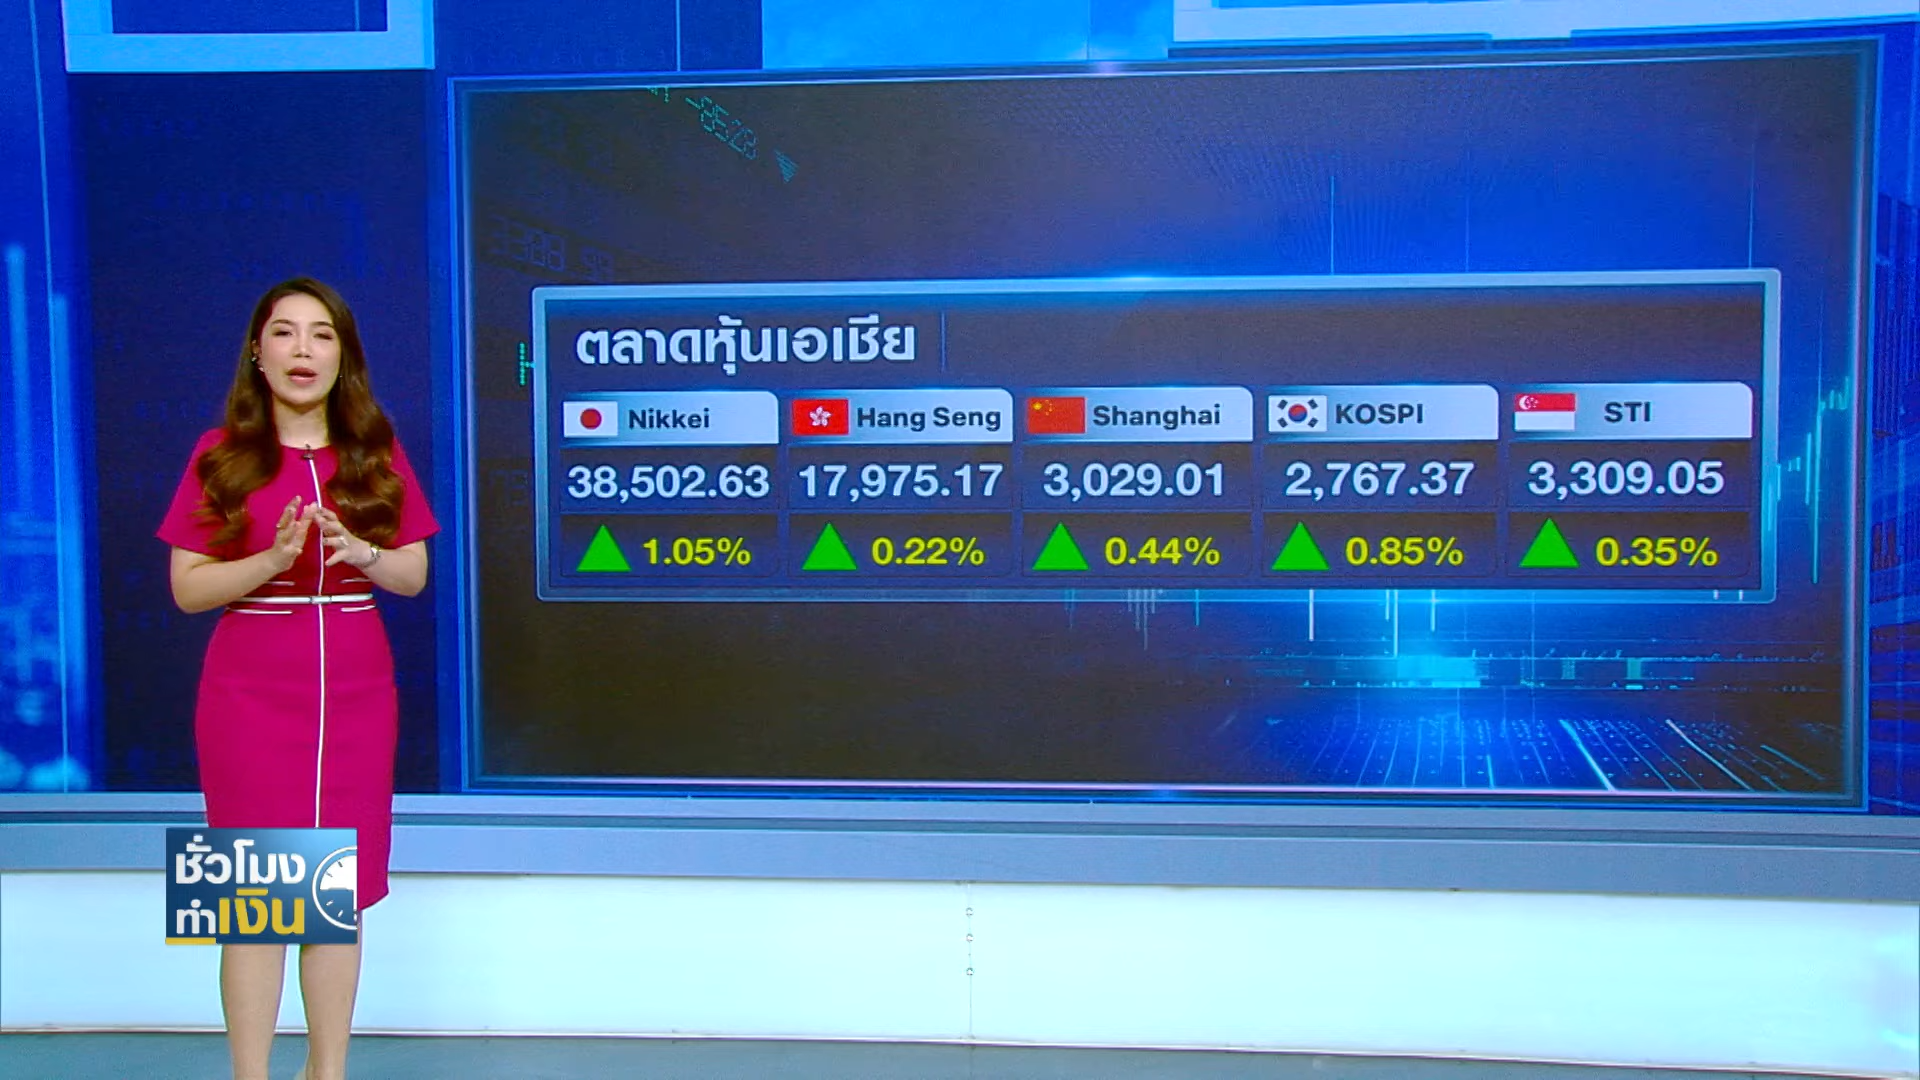 ตลาดหุ้นเอเชีย
Nikkei Hang Seng Shanghai KOSPI STI
38,502.63 17,975.17 3,029.01 2,767.37 3,309.05
1.05% 0.22% 0.44% 0.85% 0.35%
ชั่วโมง
ทำเงิน